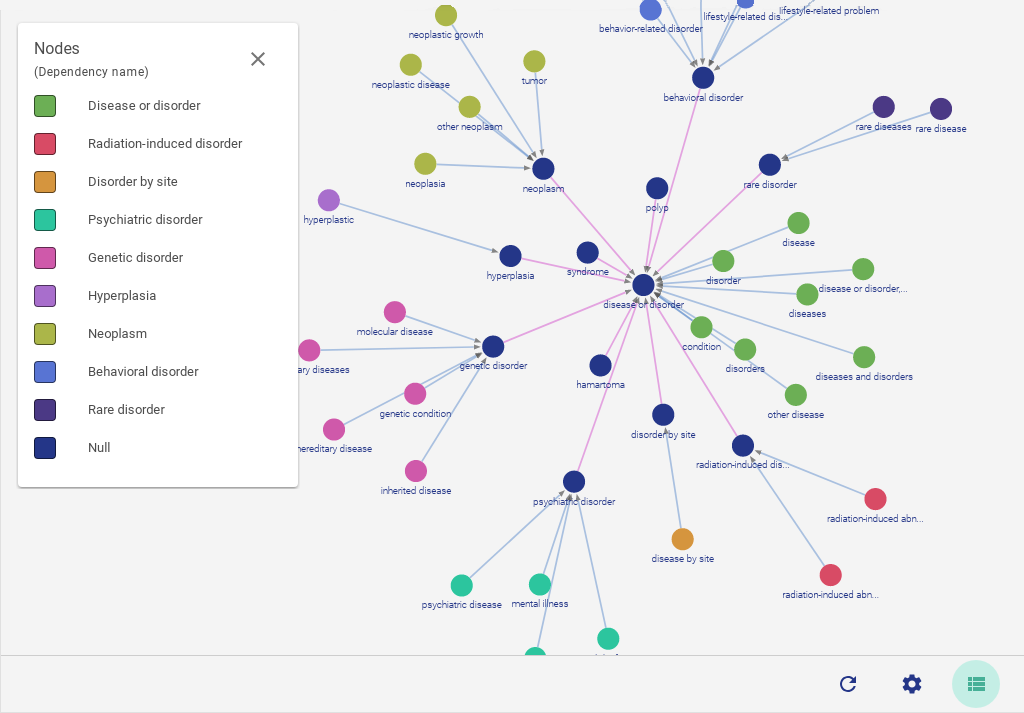 Nodes
(Dependency name)
Disease or disorder
Radiation-induced disorder
Disorder by site
Psychiatric disorder
Genetic disorder
Hyperplasia
Neoplasm
Behavioral disorder
Rare disorder
Null
neoplastic growth
behavior-related disorder
lifestyle-related dis...
lifestyle-related problem
neoplastic disease
tumor
behavioral disorder
other neoplasm
rare diseases
rare disease
neoplasia
neoplasm
rare disorder
polyp
hyperplastic
disease
hyperplasia
syndrome
disorder
disease or disorder,...
disease or disorder
diseases
molecular disease
condition
genetic disorder
ary diseases
disorders
diseases and disorders
hamartoma
genetic condition
other disease
disorder by site
hereditary disease
radiation-induced dis...
inherited disease
psychiatric disorder
radiation-induced abn...
disease by site
radiation-induced abn...
psychiatric disease
mental illness